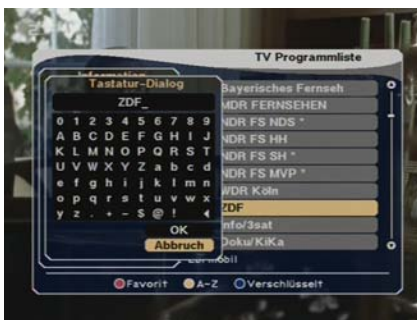 TV Programmliste
Information
Tastatur-Dialog
ZDF_
0 1 2 3 4 5 6 7 8 9
A B C D E F G H I J
K L M N O P Q R S T
U V W X Y Z a b c d
e f g h i j k l m n
o p q r s t u v w x
y z . + - $ @ !
OK
Abbruch
Bayerisches Fernseh
MDR FERNSEHEN
NDR FS NDS *
NDR FS HH
NDR FS SH *
NDR FS MVP *
WDR Köln
ZDF
Info/3sat
Doku/KiKa
ZDFmobil
Favorit A-Z Verschlüsselt